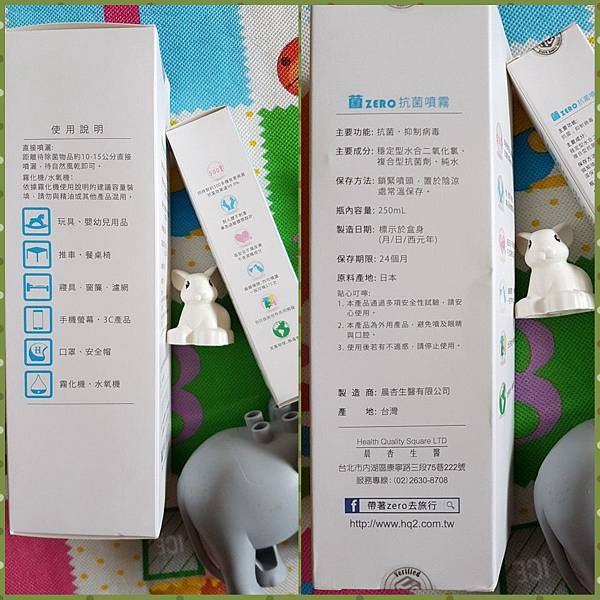 使用說明
直接噴灑:
距離待除菌物品約10-15公分直接
噴灑，待自然風乾即可。
霧化機/水氧機:
依據霧化機使用說明的建議容量裝
填，請勿與精油或其他產品混用。
玩具、嬰幼兒用品
推車、餐桌椅
寢具、窗簾、濾網
手機螢幕、3C產品
口罩、安全帽
霧化機、水氧機
菌ZERO抗菌噴霧
主要功能: 抗菌、抑制病毒
主要成分: 穩定型水合二氧化氯、
複合型抗菌劑、純水
保存方法: 鎖緊噴頭，置於陰涼
處常溫保存。
瓶內容量: 250mL
製造日期: 標示於盒身
(月/日/西元年)
保存期限: 24個月
原料產地: 日本
貼心叮嚀:
1. 本產品通過多項安全性試驗，請安
心使用。
2. 本產品為外用產品，避免噴及眼睛
與口腔。
3. 使用後若有不適感，請停止使用。
製 造 商: 晨杏生醫有限公司
產　　地: 台灣
Health Quality Square LTD
晨杏生醫
台北市內湖區康寧路三段75巷222號
服務專線: (02)2630-8708
帶著zero去旅行
http://www.hq2.com.tw
Verified